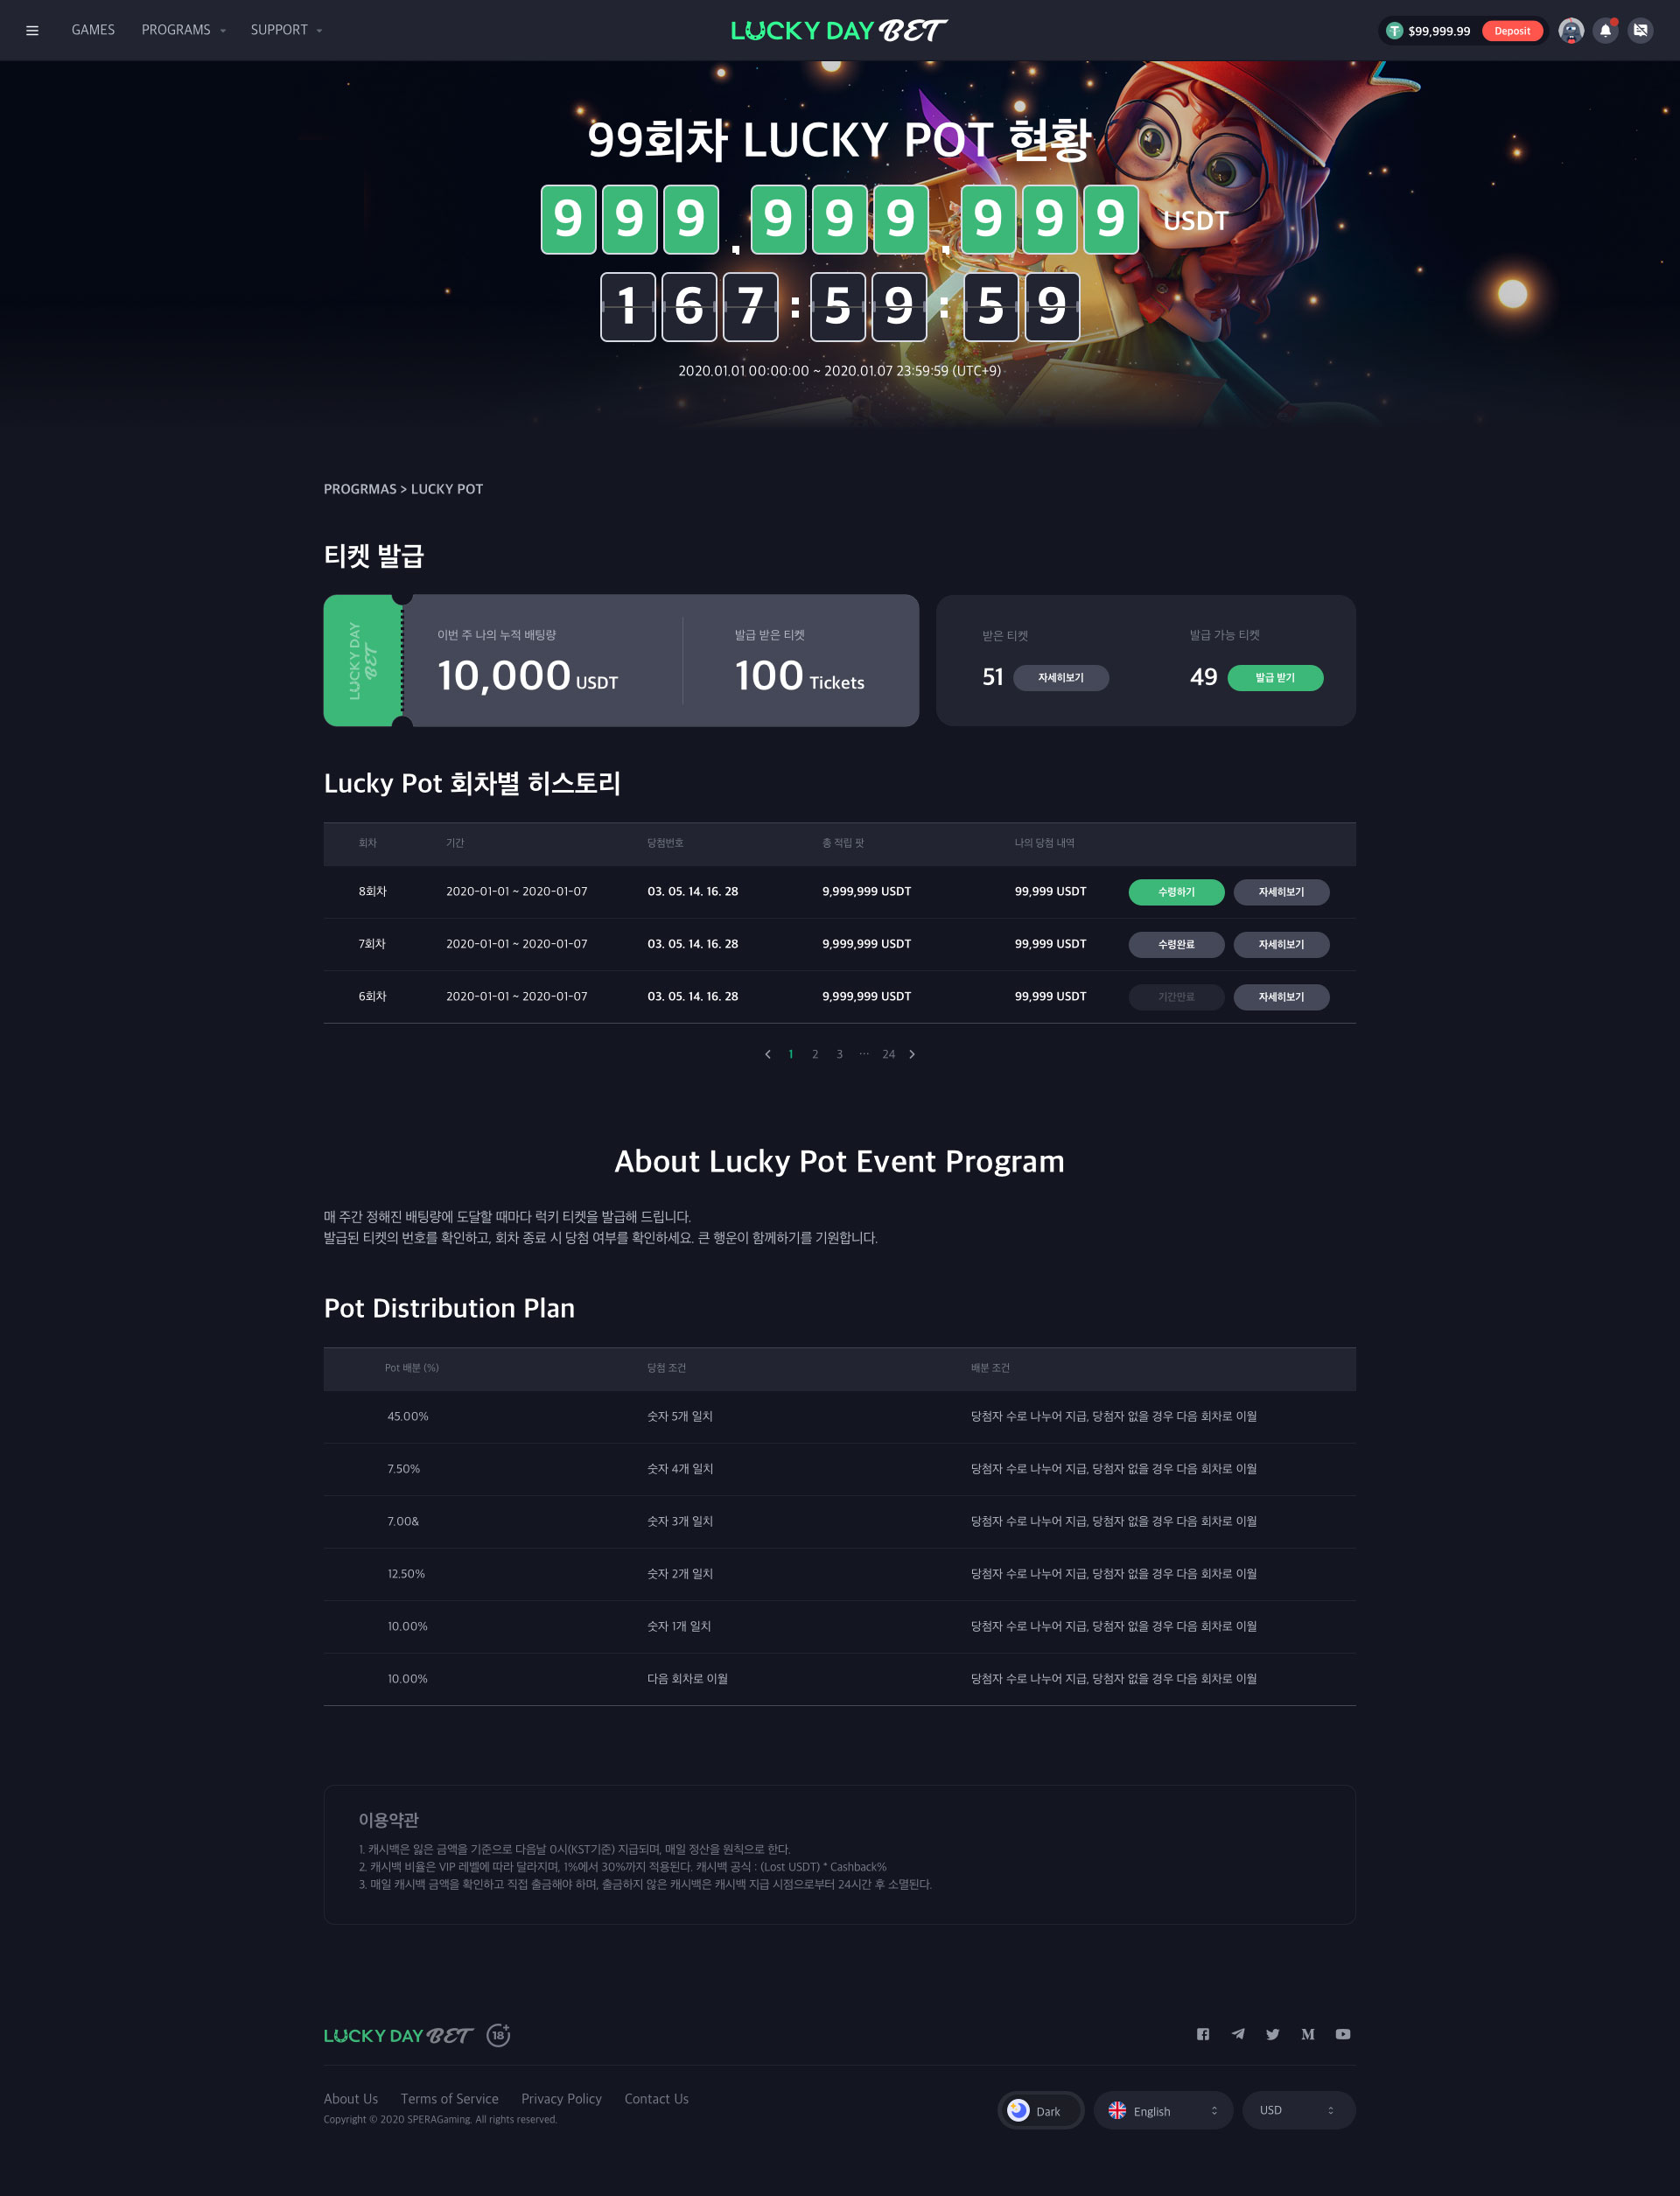 GAMES PROGRAMS SUPPORT LUCKY DAY BET $99,999.99 Deposit
99회차 LUCKY POT 현황
999.999.999 USDT
167:59:59
2020.01.01 00:00:00 ~ 2020.01.07 23:59:59 (UTC+9)
PROGRMAS > LUCKY POT
티켓 발급
LUCKY DAY
BET
이번 주 나의 누적 배팅량 발급 받은 티켓 받은 티켓 발급 가능 티켓
10,000 USDT 100 Tickets 51 자세히보기 49 발급 받기
Lucky Pot 회차별 히스토리
회차 기간 당첨번호 총 적립 팟 나의 당첨 내역
8회차 2020-01-01 ~ 2020-01-07 03. 05. 14. 16. 28 9,999,999 USDT 99,999 USDT 수령하기 자세히보기
7회차 2020-01-01 ~ 2020-01-07 03. 05. 14. 16. 28 9,999,999 USDT 99,999 USDT 수령완료 자세히보기
6회차 2020-01-01 ~ 2020-01-07 03. 05. 14. 16. 28 9,999,999 USDT 99,999 USDT 기간만료 자세히보기
1 2 3 ··· 24
About Lucky Pot Event Program
매 주간 정해진 배팅량에 도달할 때마다 럭키 티켓을 발급해 드립니다.
발급된 티켓의 번호를 확인하고, 회차 종료 시 당첨 여부를 확인하세요. 큰 행운이 함께하기를 기원합니다.
Pot Distribution Plan
Pot 배분 (%) 당첨 조건 배분 조건
45.00% 숫자 5개 일치 당첨자 수로 나누어 지급, 당첨자 없을 경우 다음 회차로 이월
7.50% 숫자 4개 일치 당첨자 수로 나누어 지급, 당첨자 없을 경우 다음 회차로 이월
7.00& 숫자 3개 일치 당첨자 수로 나누어 지급, 당첨자 없을 경우 다음 회차로 이월
12.50% 숫자 2개 일치 당첨자 수로 나누어 지급, 당첨자 없을 경우 다음 회차로 이월
10.00% 숫자 1개 일치 당첨자 수로 나누어 지급, 당첨자 없을 경우 다음 회차로 이월
10.00% 다음 회차로 이월 당첨자 수로 나누어 지급, 당첨자 없을 경우 다음 회차로 이월
이용약관
1. 캐시백은 잃은 금액을 기준으로 다음날 0시(KST기준) 지급되며, 매일 정산을 원칙으로 한다.
2. 캐시백 비율은 VIP 레벨에 따라 달라지며, 1%에서 30%까지 적용된다. 캐시백 공식 : (Lost USDT) * Cashback%
3. 매일 캐시백 금액을 확인하고 직접 출금해야 하며, 출금하지 않은 캐시백은 캐시백 지급 시점으로부터 24시간 후 소멸된다.
LUCKY DAY BET 18+
About Us Terms of Service Privacy Policy Contact Us
Copyright © 2020 SPERAGaming. All rights reserved.
Dark English USD